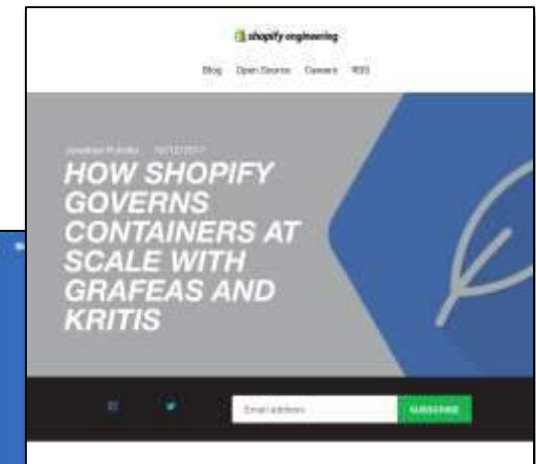 shopify engineering
Blog Open Source Careers RSS
HOW SHOPIFY
GOVERNS
CONTAINERS AT
SCALE WITH
GRAFEAS AND
KRITIS
Email address
SUBSCRIBE